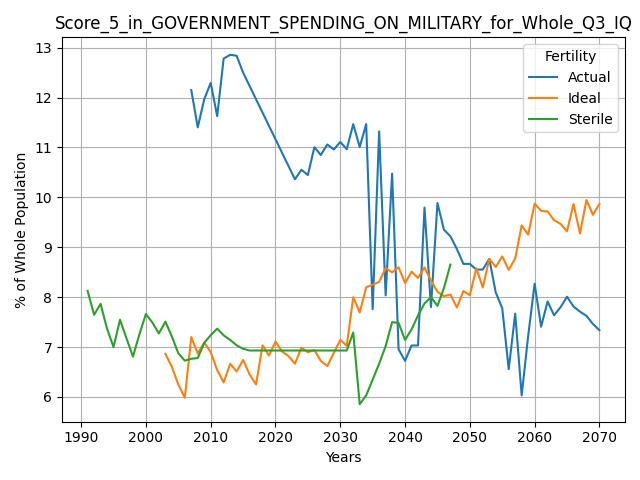 Score_5_in_GOVERNMENT_SPENDING_ON_MILITARY_for_Whole_Q3_IQ
% of Whole Population
13
12
11
10
9
8
7
6
Fertility
Actual
Ideal
Sterile
1990 2000 2010 2020 2030 2040 2050 2060 2070
Years